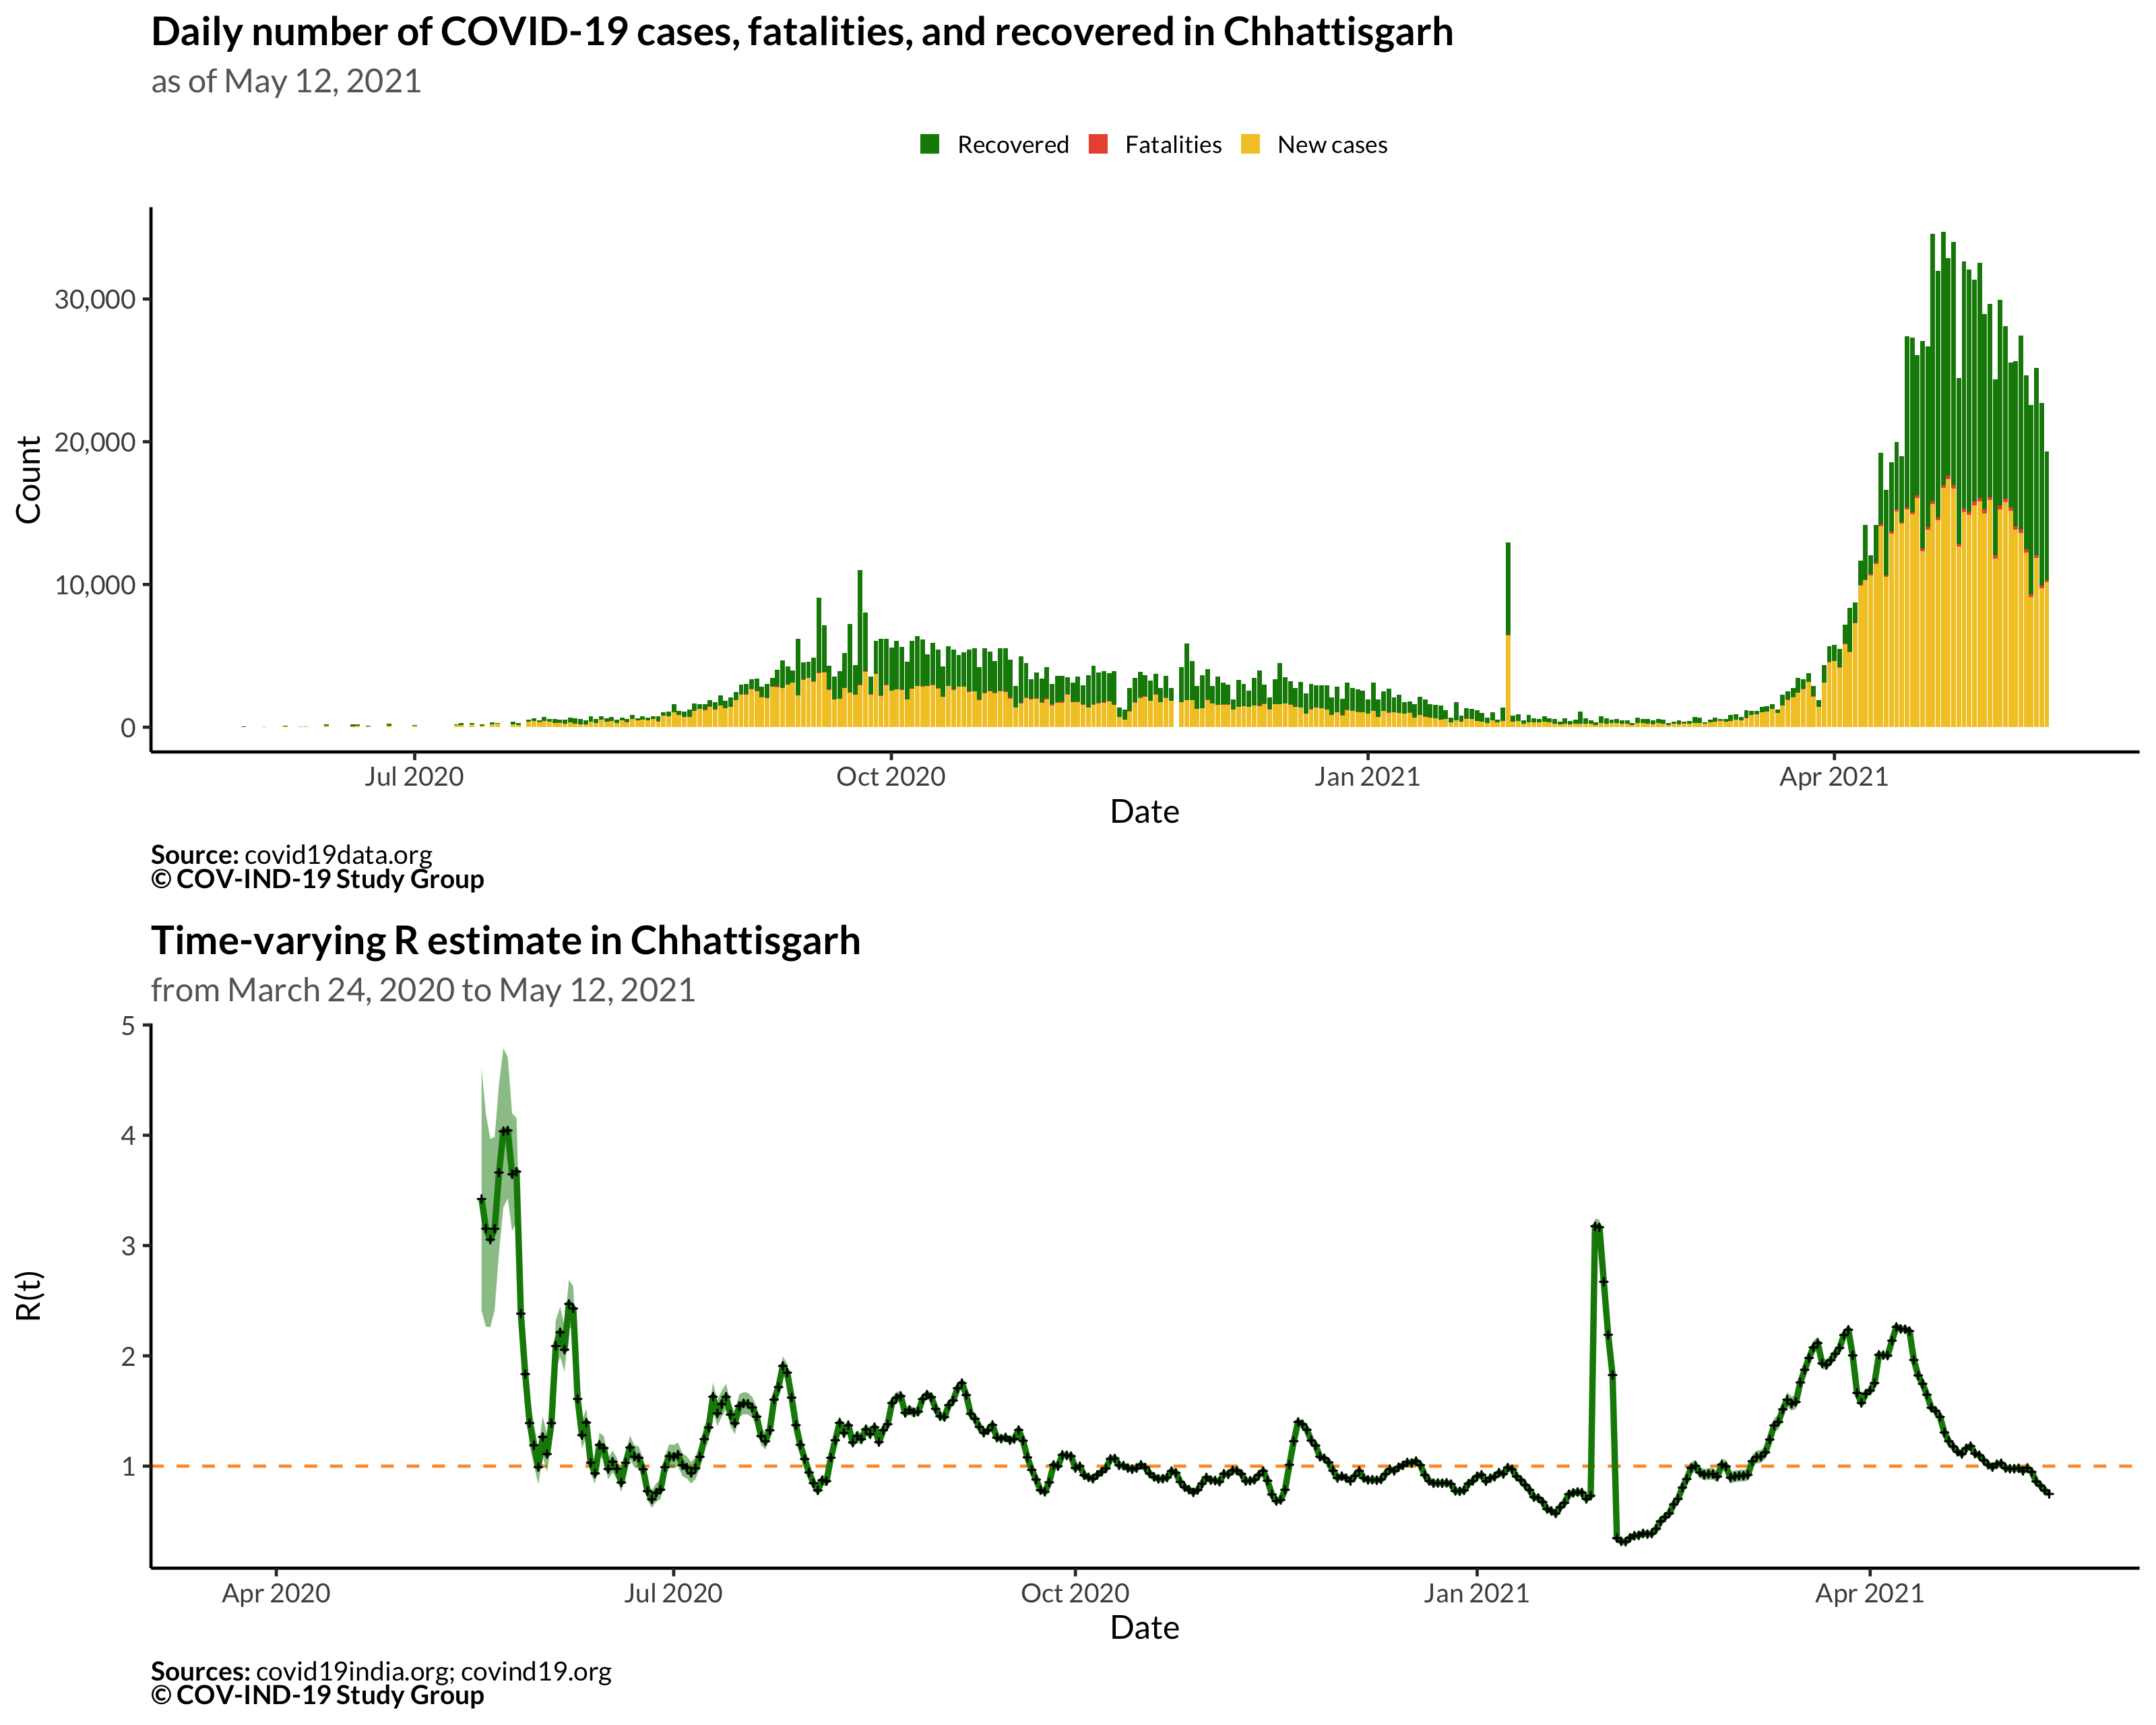 Daily number of COVID-19 cases, fatalities, and recovered in Chhattisgarh
as of May 12, 2021
Recovered Fatalities New cases
Count
30,000
20,000
10,000
0
Jul 2020 Oct 2020 Jan 2021 Apr 2021
Date
Source: covid19data.org
© COV-IND-19 Study Group
Time-varying R estimate in Chhattisgarh
from March 24, 2020 to May 12, 2021
R(t)
5
4
3
2
1
Apr 2020 Jul 2020 Oct 2020 Jan 2021 Apr 2021
Date
Sources: covid19india.org; covind19.org
© COV-IND-19 Study Group